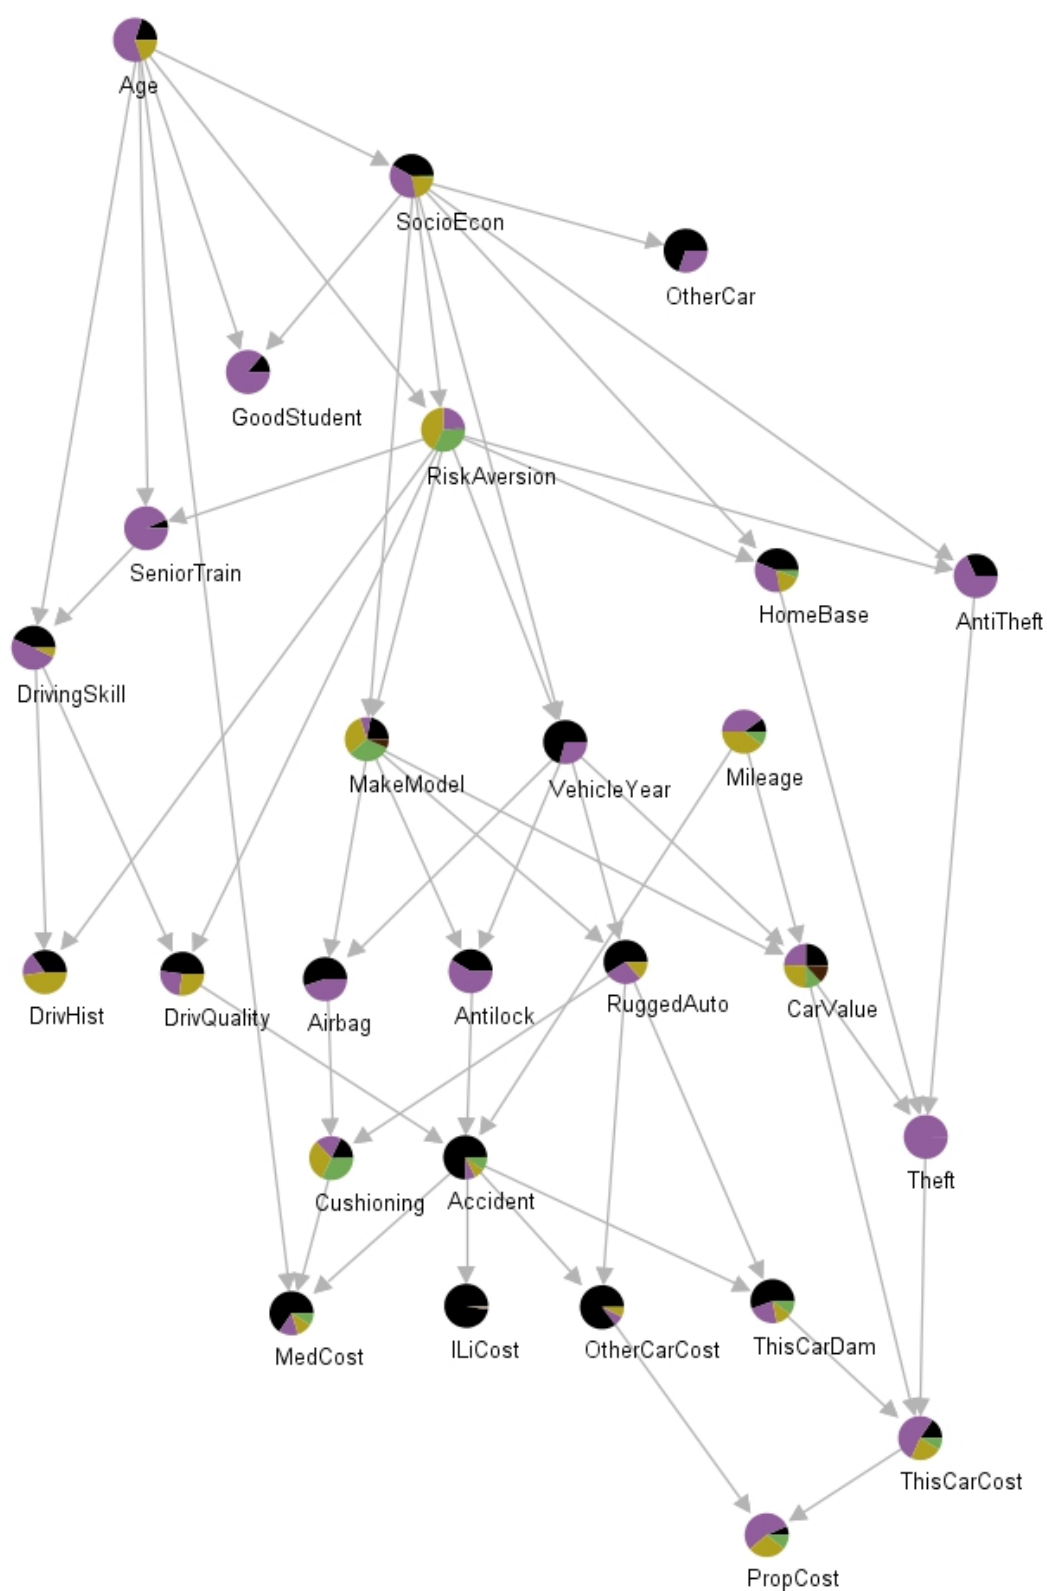 Age
SocioEcon
OtherCar
GoodStudent
RiskAversion
SeniorTrain
HomeBase
AntiTheft
DrivingSkill
MakeModel
VehicleYear
Mileage
DrivHist
DrivQuality
Airbag
Antilock
RuggedAuto
CarValue
Cushioning
Accident
Theft
MedCost
ILiCost
OtherCarCost
ThisCarDam
ThisCarCost
PropCost